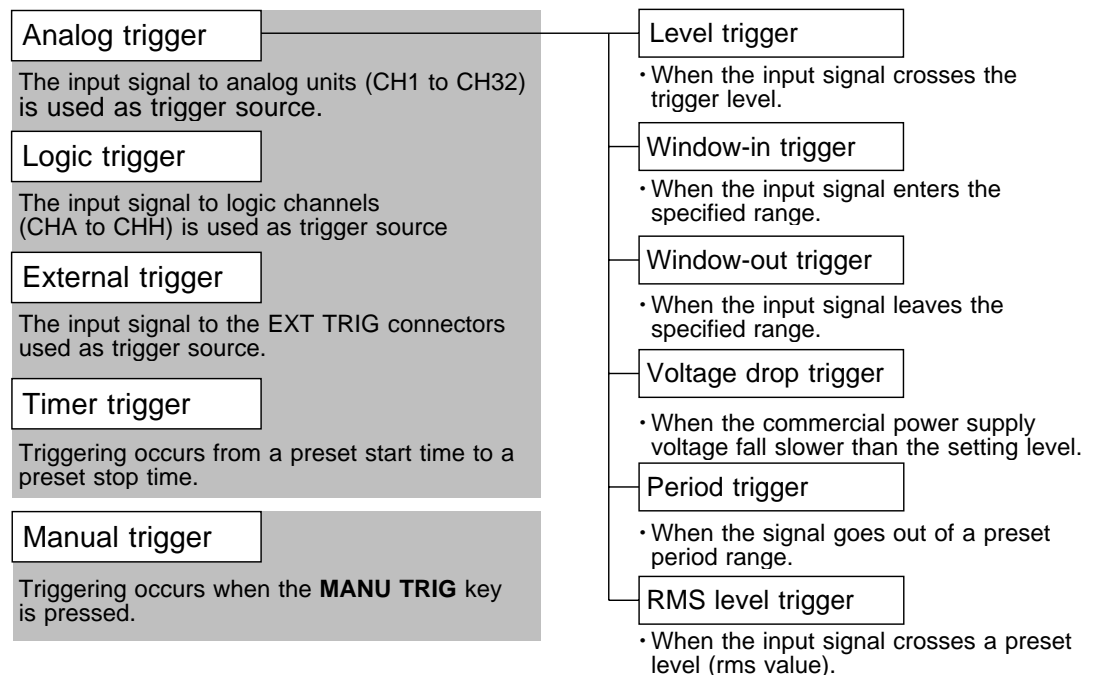 Analog trigger
The input signal to analog units (CH1 to CH32)
is used as trigger source.
Logic trigger
The input signal to logic channels
(CHA to CHH) is used as trigger source
External trigger
The input signal to the EXT TRIG connectors
used as trigger source.
Timer trigger
Triggering occurs from a preset start time to a
preset stop time.
Manual trigger
Triggering occurs when the MANU TRIG key
is pressed.
Level trigger
・When the input signal crosses the
trigger level.
Window-in trigger
・When the input signal enters the
specified range.
Window-out trigger
・When the input signal leaves the
specified range.
Voltage drop trigger
・When the commercial power supply
voltage fall slower than the setting level.
Period trigger
・When the signal goes out of a preset
period range.
RMS level trigger
・When the input signal crosses a preset
level (rms value).